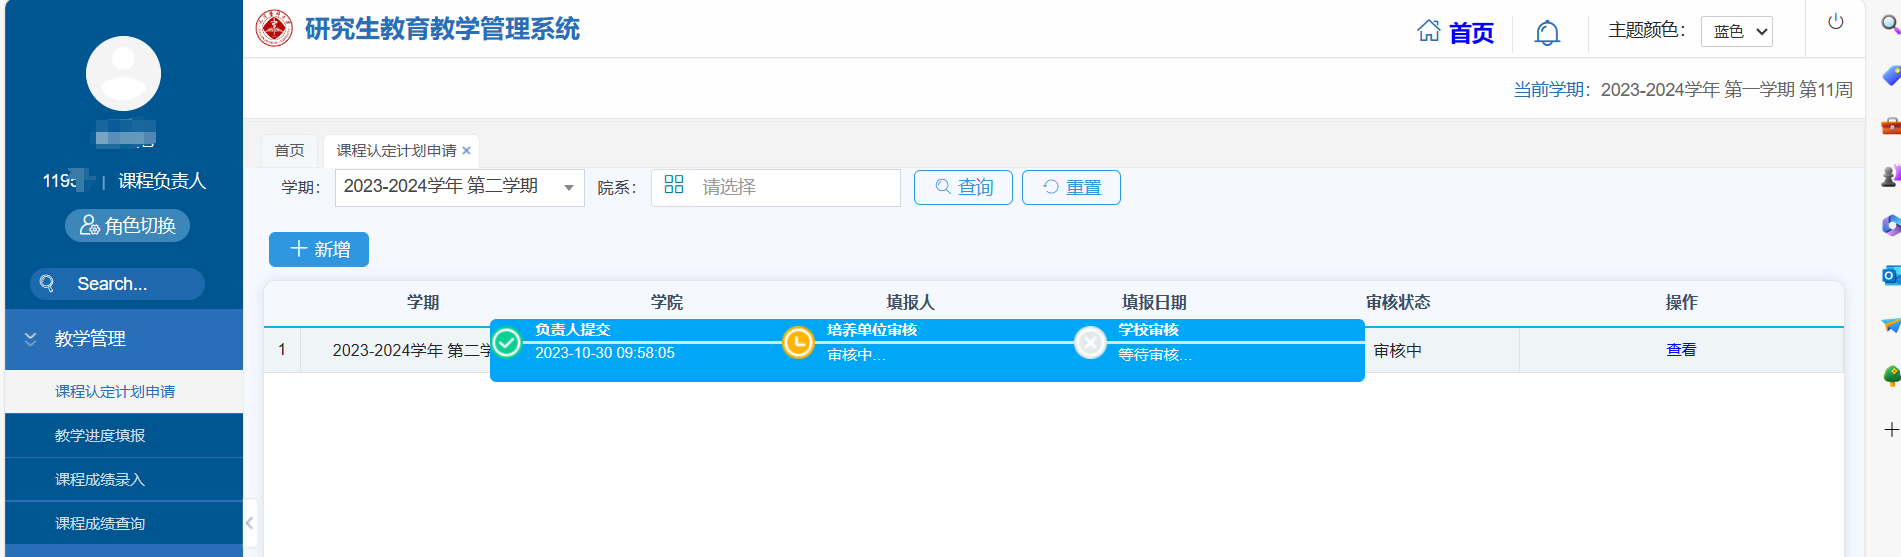 研究生教育教学管理系统
首页
主题颜色：
蓝色
当前学期：2023-2024学年 第一学期 第11周
课程负责人
角色切换
Search...
教学管理
课程认定计划申请
教学进度填报
课程成绩录入
课程成绩查询
首页
课程认定计划申请 ×
学期：
2023-2024学年 第二学期
院系：
请选择
查询
重置
新增
学期 学院 填报人 填报日期 审核状态 操作
1 2023-2024学年 第二学 审核中 查看
负责人提交
2023-10-30 09:58:05
培养单位审核
审核中...
学校审核
等待审核...